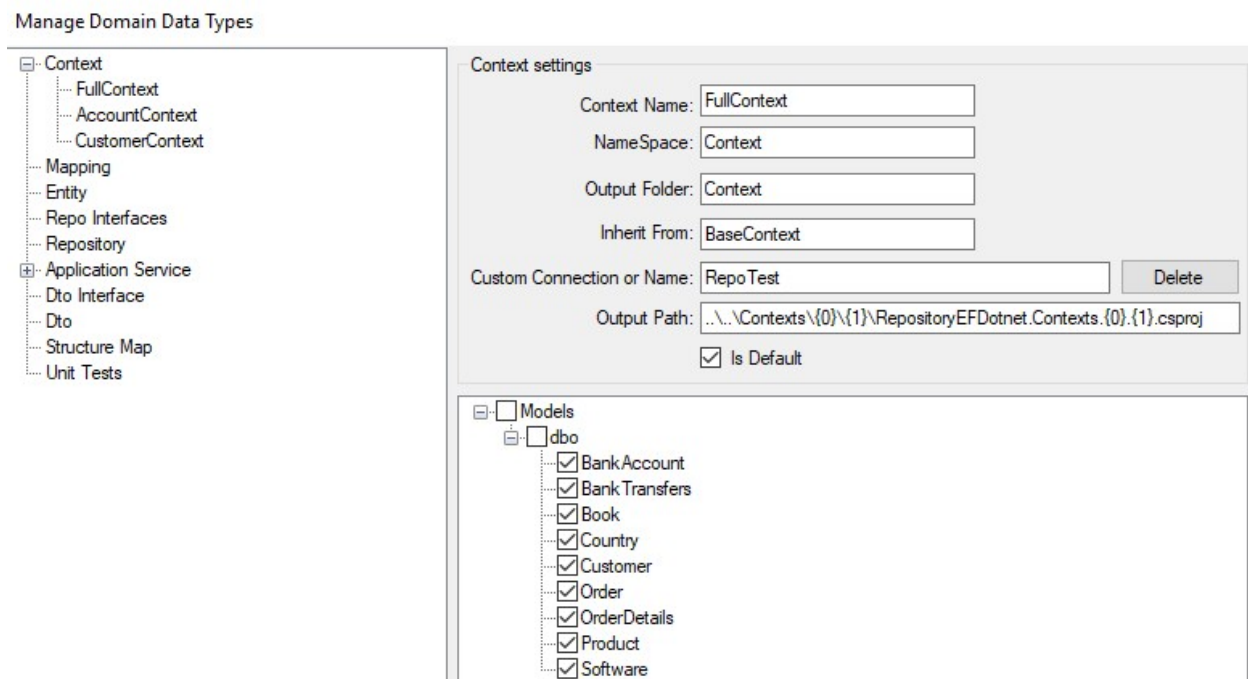 Manage Domain Data Types
Context
FullContext
AccountContext
CustomerContext
Mapping
Entity
Repo Interfaces
Repository
Application Service
Dto Interface
Dto
Structure Map
Unit Tests
Context settings
Context Name: FullContext
NameSpace: Context
Output Folder: Context
Inherit From: BaseContext
Custom Connection or Name: RepoTest Delete
Output Path: ..\..\Contexts\{0}\{1}\RepositoryEFDotnet.Contexts.{0}.{1}.csproj
Is Default
Models
dbo
BankAccount
BankTransfers
Book
Country
Customer
Order
OrderDetails
Product
Software